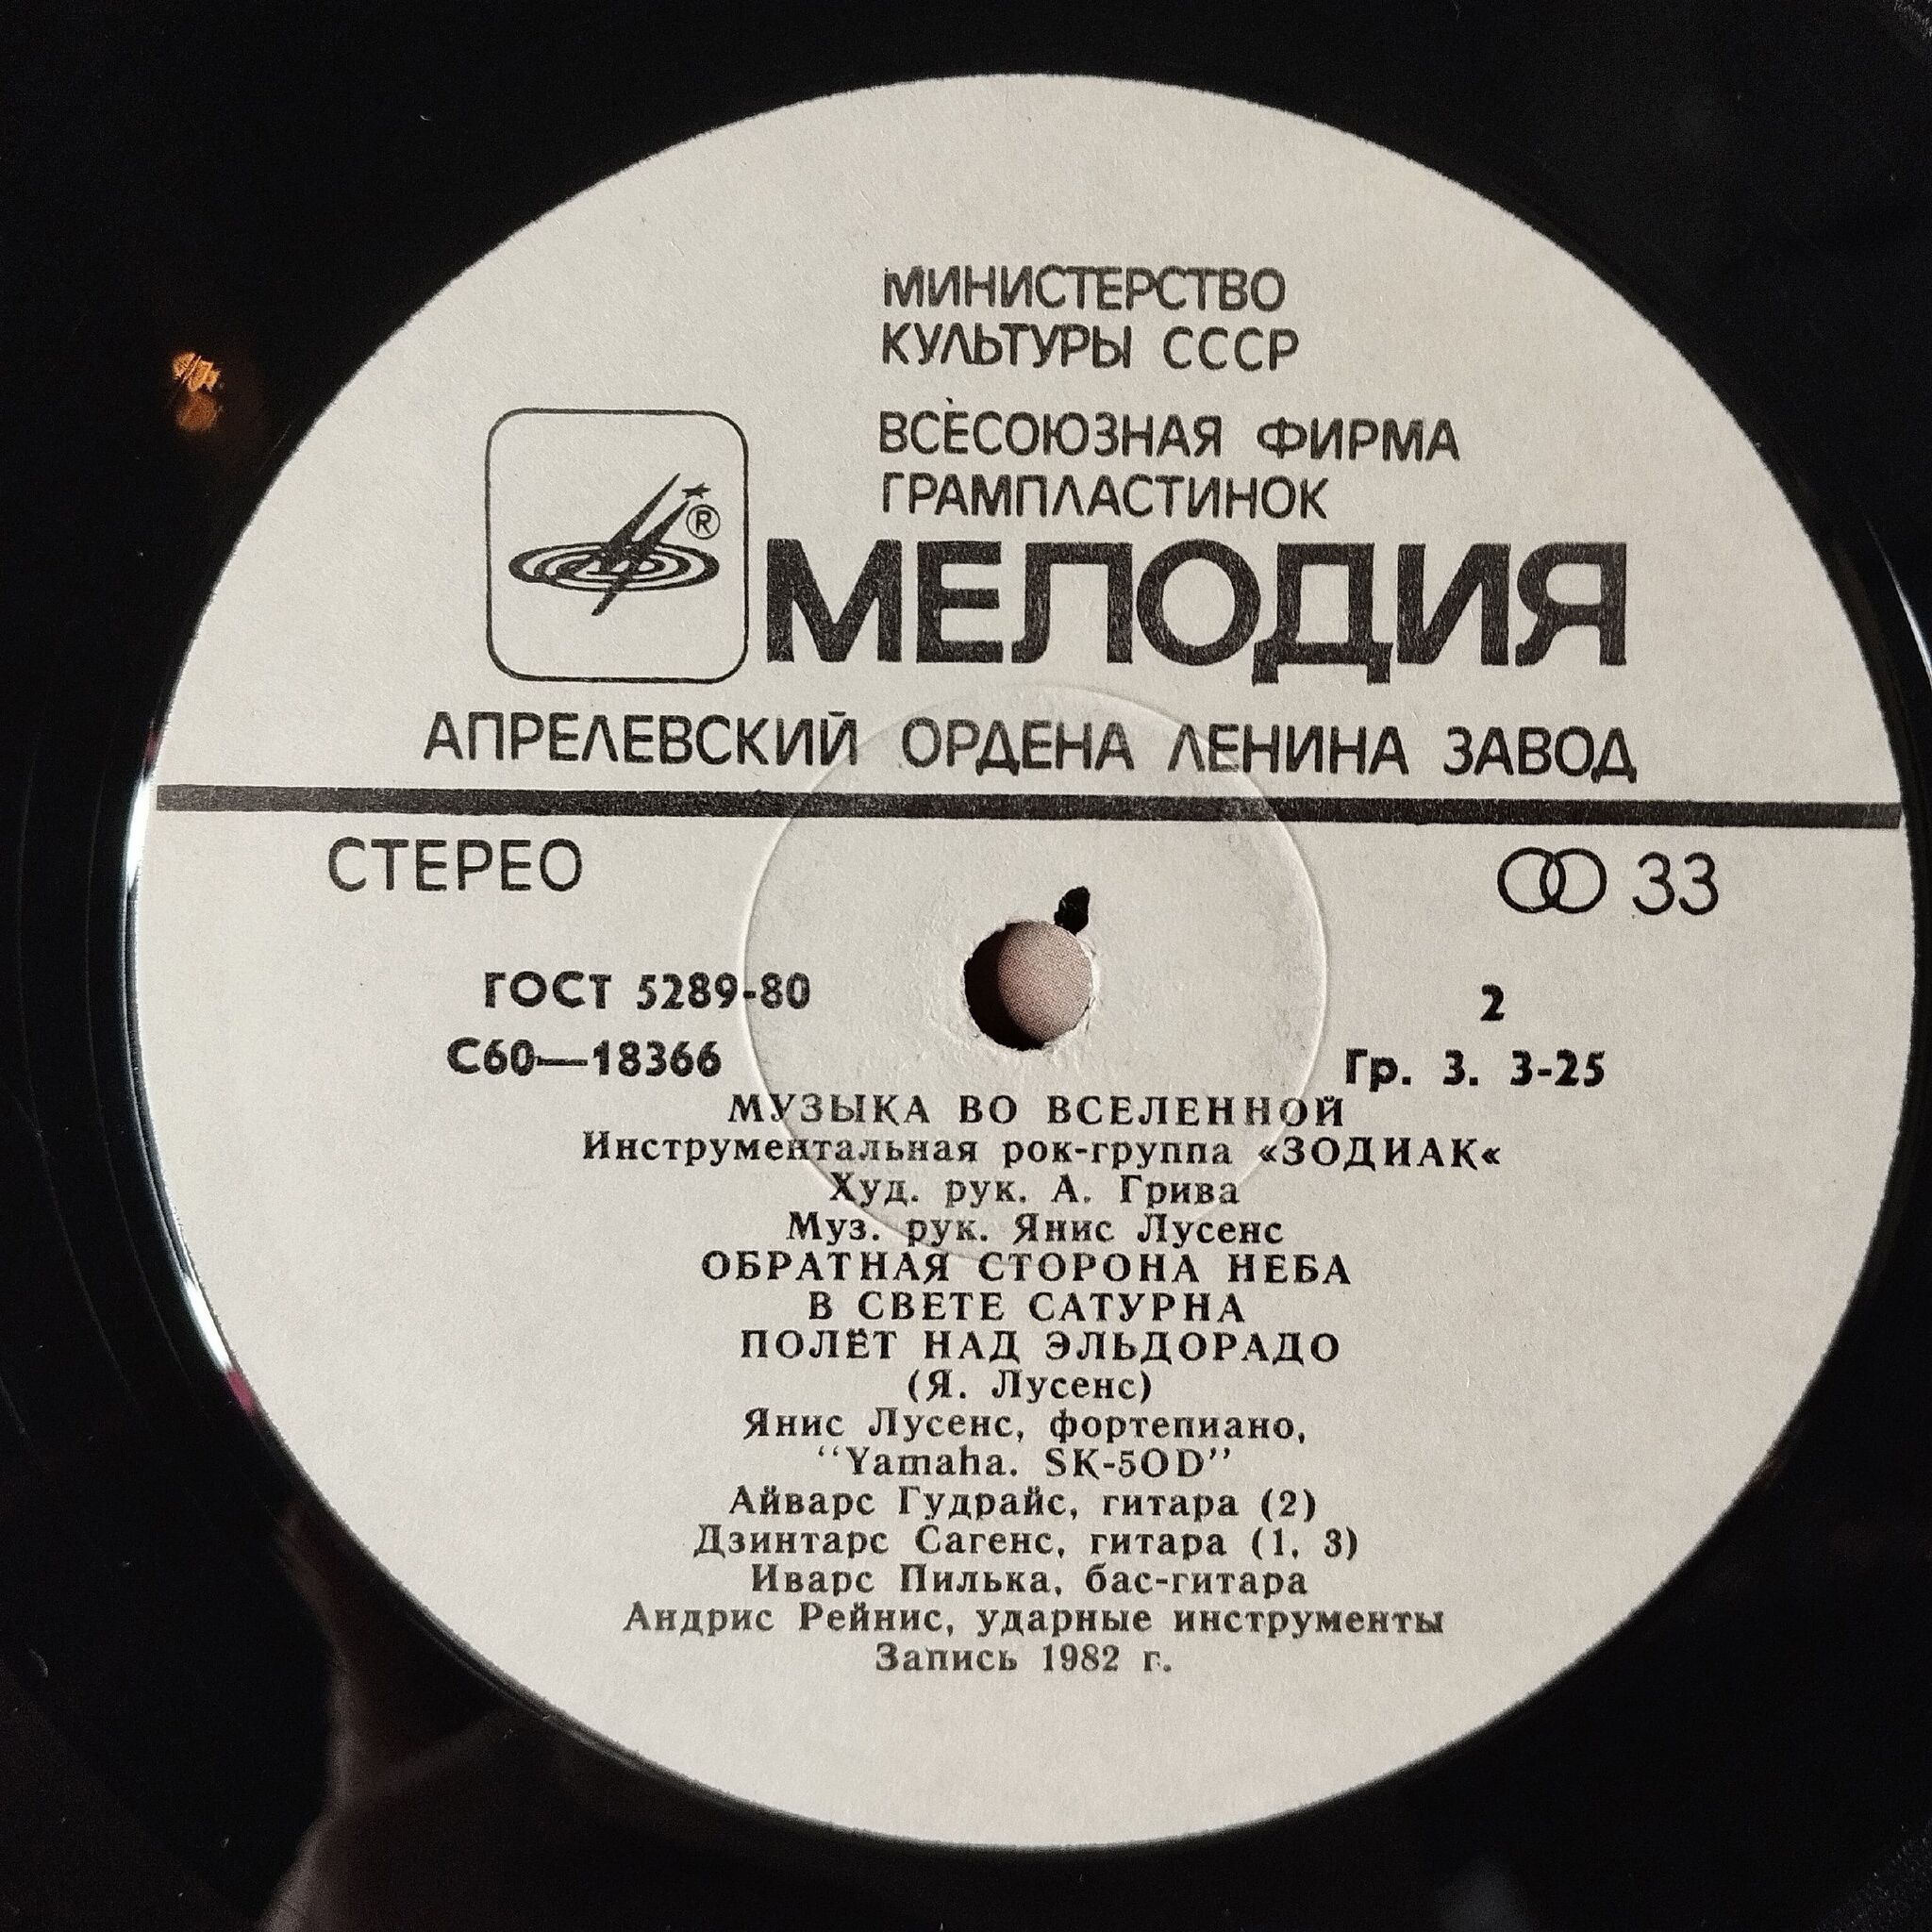 МИНИСТЕРСТВО
КУЛЬТУРЫ СССР
ВСЕСОЮЗНАЯ ФИРМА
ГРАМПЛАСТИНОК
®
МЕЛОДИЯ
АПРЕЛЕВСКИЙ ОРДЕНА ЛЕНИНА ЗАВОД
СТЕРЕО 33
ГОСТ 5289-80 2
С60—18366 Гр. 3. 3-25
МУЗЫКА ВО ВСЕЛЕННОЙ
Инструментальная рок-группа «ЗОДИАК«
Худ. рук. А. Грива
Муз. рук. Янис Лусенс
ОБРАТНАЯ СТОРОНА НЕБА
В СВЕТЕ САТУРНА
ПОЛЁТ НАД ЭЛЬДОРАДО
(Я. Лусенс)
Янис Лусенс, фортепиано,
“Yamaha. SK-50D”
Айварс Гудрайс, гитара (2)
Дзинтарс Сагенс, гитара (1, 3)
Иварс Пилька, бас-гитара
Андрис Рейнис, ударные инструменты
Запись 1982 г.